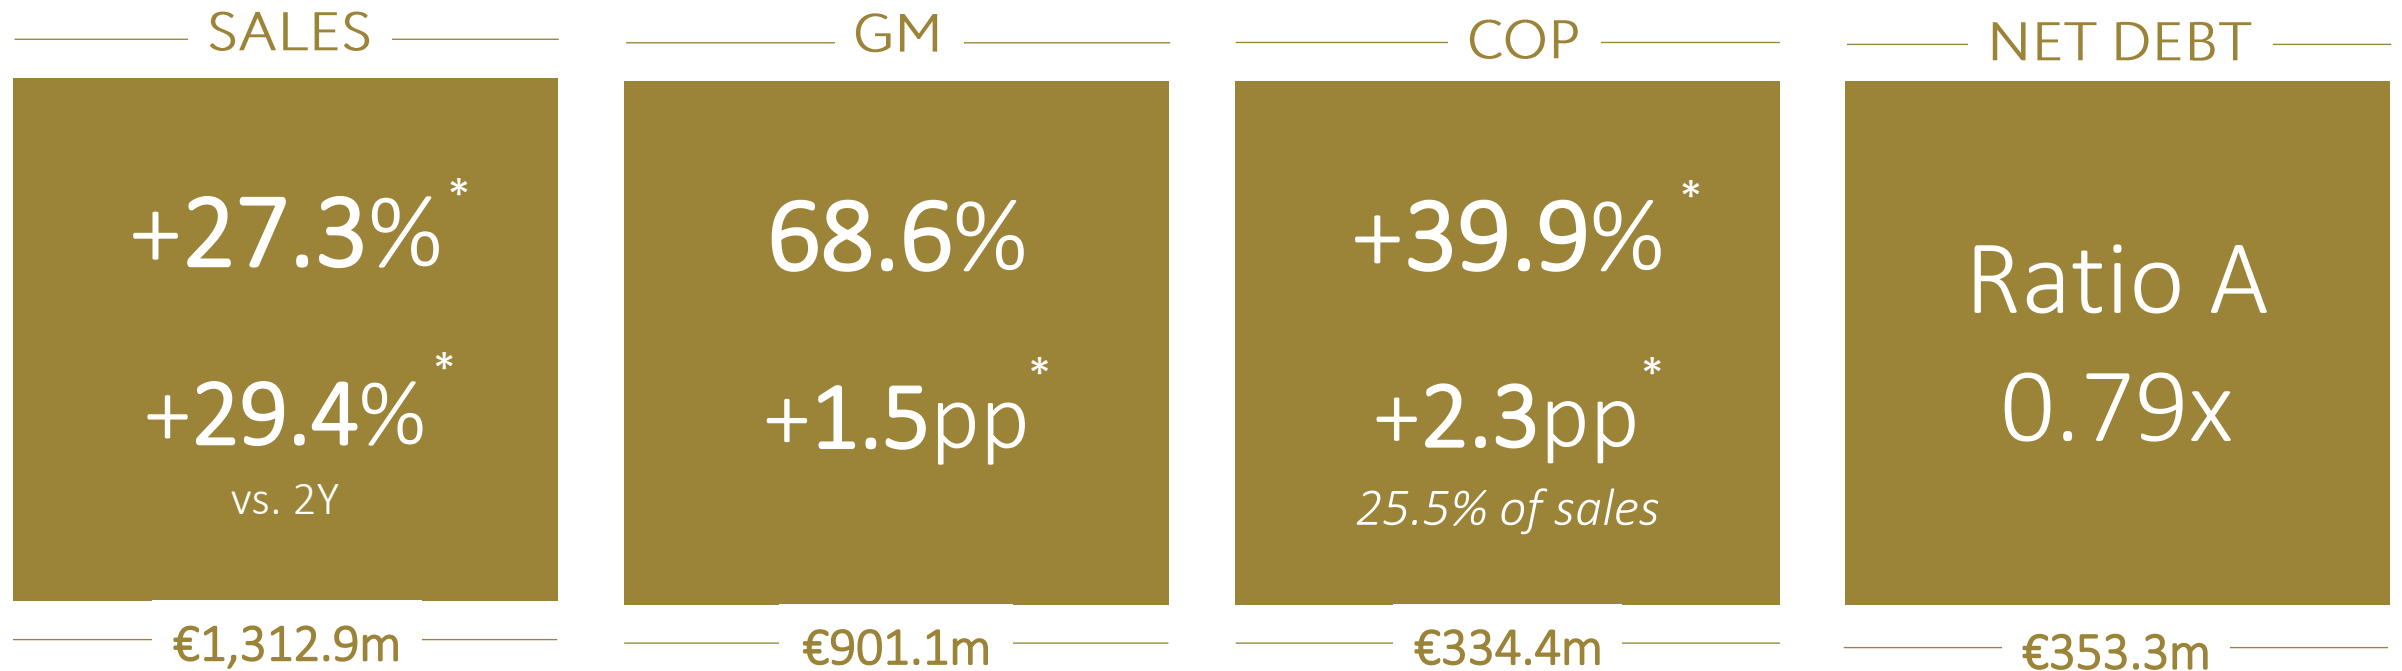 SALES
+27.3%*
+29.4%*
vs. 2Y
€1,312.9m
GM
68.6%
+1.5pp*
€901.1m
COP
+39.9%*
+2.3pp*
25.5% of sales
€334.4m
NET DEBT
Ratio A
0.79x
€353.3m